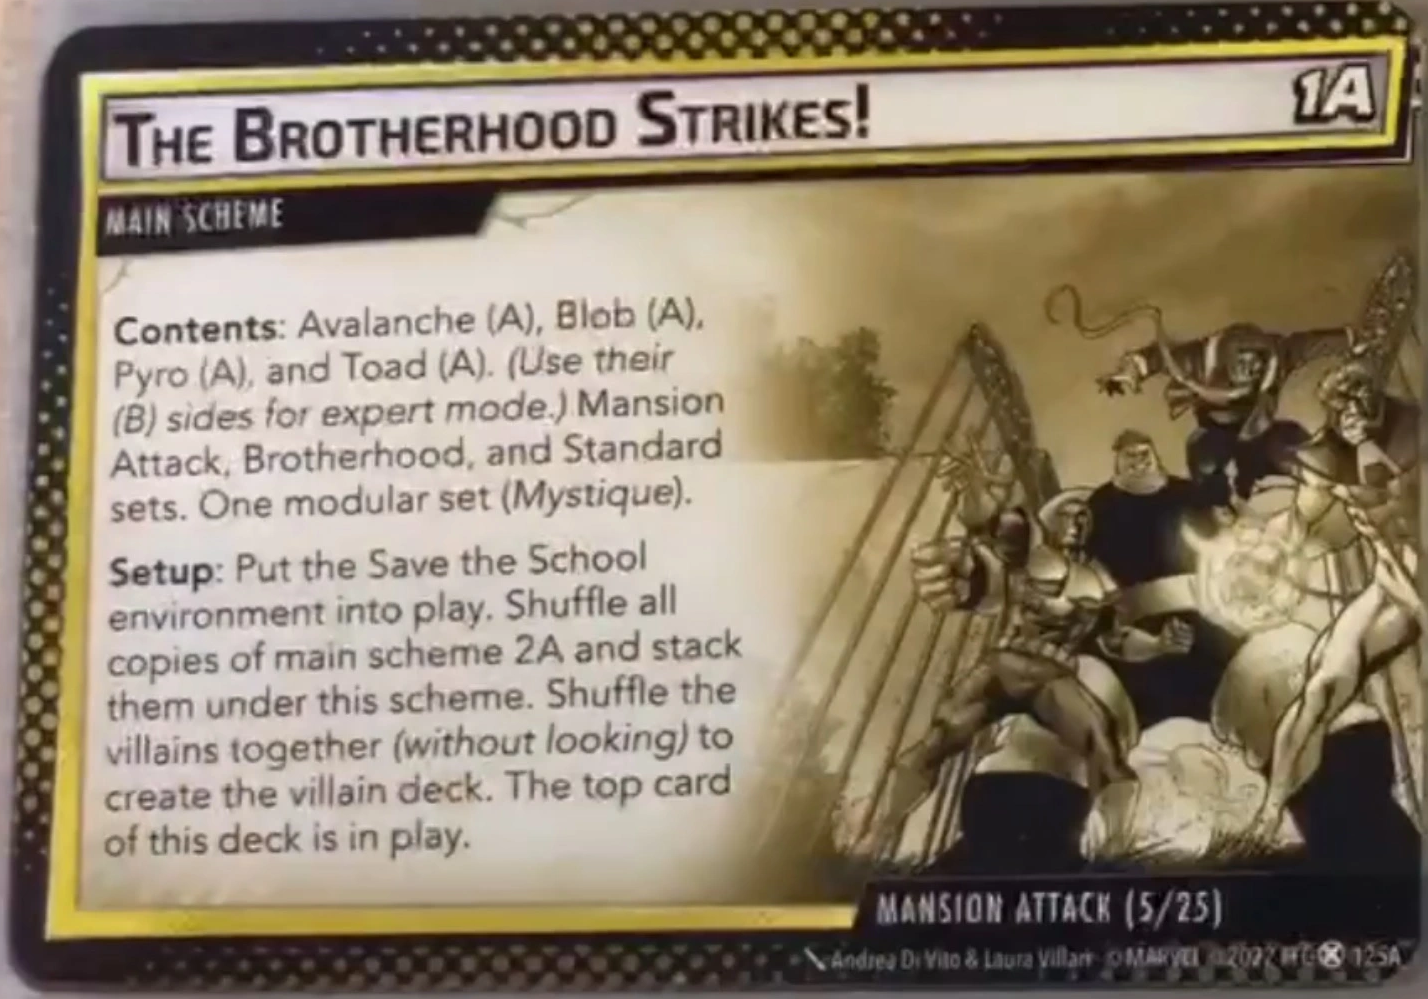 THE BROTHERHOOD STRIKES!
1A
MAIN SCHEME
Contents: Avalanche (A), Blob (A),
Pyro (A), and Toad (A). (Use their
(B) sides for expert mode.) Mansion
Attack, Brotherhood, and Standard
sets. One modular set (Mystique).
Setup: Put the Save the School
environment into play. Shuffle all
copies of main scheme 2A and stack
them under this scheme. Shuffle the
villains together (without looking) to
create the villain deck. The top card
of this deck is in play.
MANSION ATTACK (5/25)
Andrea Di Vito & Laura Villari © MARVEL ©2022 FFG 125A